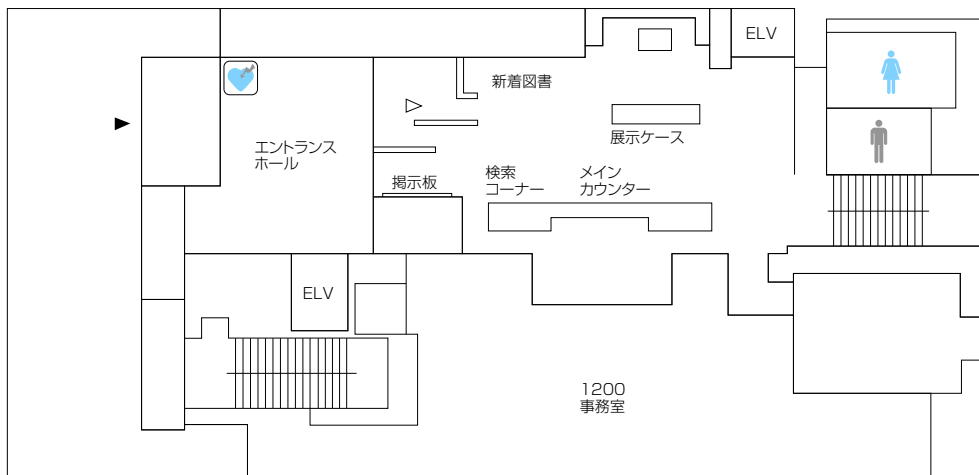 ELV
新着図書
展示ケース
エントランス
ホール
掲示板
検索
コーナー
メイン
カウンター
ELV
1200
事務室